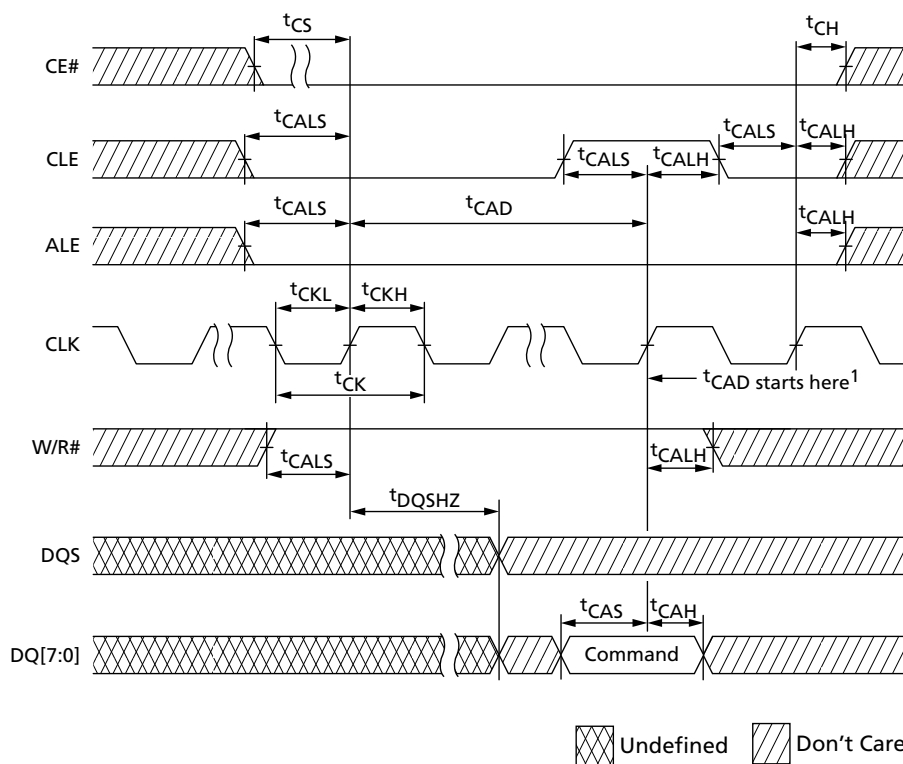 tCS
tCH
CE#
tCALS
tCALS
tCALH
CLE
tCALS
tCALH
tCALS
tCAD
tCALH
ALE
tCKL
tCKH
CLK
tCK
tCAD starts here1
W/R#
tCALS
tCALH
tDQSHZ
DQS
tCAS
tCAH
DQ[7:0]
Command
Undefined
Don't Care